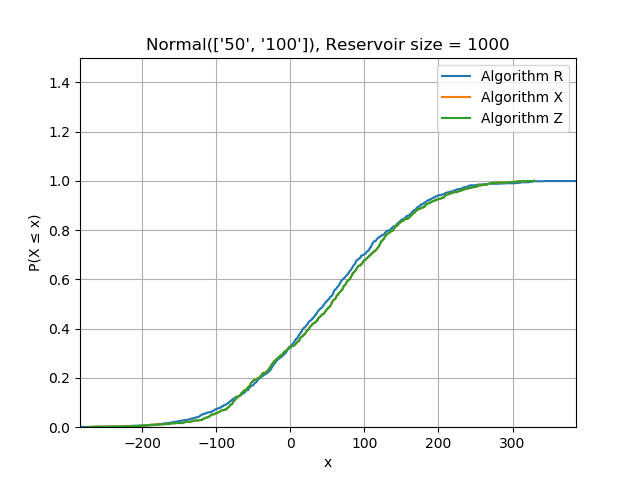 Normal(['50', '100']), Reservoir size = 1000
Algorithm R
Algorithm X
Algorithm Z
P(X ≤ x)
1.4
1.2
1.0
0.8
0.6
0.4
0.2
0.0
−200 −100 0 100 200 300
x